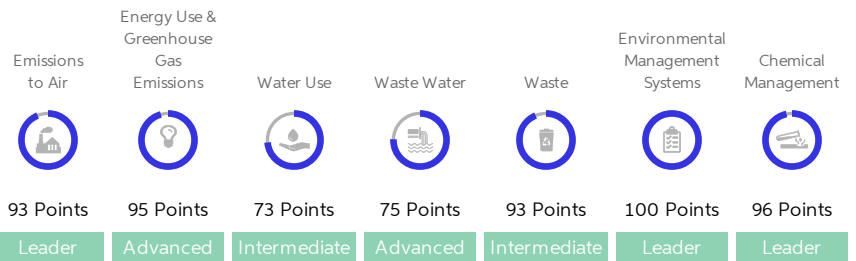 Emissions
to Air
Energy Use &
Greenhouse
Gas
Emissions
Water Use
Waste Water
Waste
Environmental
Management
Systems
Chemical
Management
93 Points
95 Points
73 Points
75 Points
93 Points
100 Points
96 Points
Leader
Advanced
Intermediate
Advanced
Intermediate
Leader
Leader